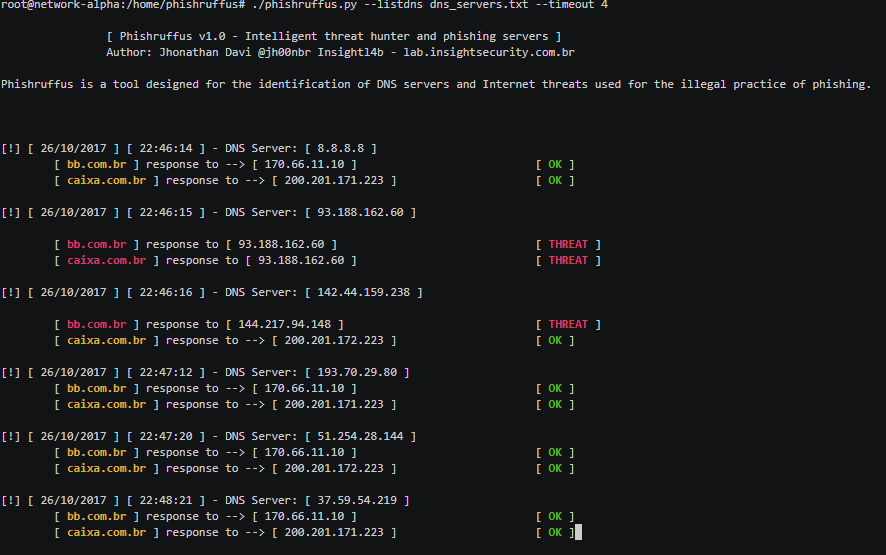 root@network-alpha:/home/phishruffus# ./phishruffus.py --listdns dns_servers.txt --timeout 4
[ Phishruffus v1.0 - Intelligent threat hunter and phishing servers ]
Author: Jhonathan Davi @jh00nbr Insightl4b - lab.insightsecurity.com.br
Phishruffus is a tool designed for the identification of DNS servers and Internet threats used for the illegal practice of phishing.
[!] [ 26/10/2017 ] [ 22:46:14 ] - DNS Server: [ 8.8.8.8 ]
[ bb.com.br ] response to --> [ 170.66.11.10 ] [ OK ]
[ caixa.com.br ] response to --> [ 200.201.171.223 ] [ OK ]
[!] [ 26/10/2017 ] [ 22:46:15 ] - DNS Server: [ 93.188.162.60 ]
[ bb.com.br ] response to [ 93.188.162.60 ] [ THREAT ]
[ caixa.com.br ] response to [ 93.188.162.60 ] [ THREAT ]
[!] [ 26/10/2017 ] [ 22:46:16 ] - DNS Server: [ 142.44.159.238 ]
[ bb.com.br ] response to [ 144.217.94.148 ] [ THREAT ]
[ caixa.com.br ] response to --> [ 200.201.172.223 ] [ OK ]
[!] [ 26/10/2017 ] [ 22:47:12 ] - DNS Server: [ 193.70.29.80 ]
[ bb.com.br ] response to --> [ 170.66.11.10 ] [ OK ]
[ caixa.com.br ] response to --> [ 200.201.171.223 ] [ OK ]
[!] [ 26/10/2017 ] [ 22:47:20 ] - DNS Server: [ 51.254.28.144 ]
[ bb.com.br ] response to --> [ 170.66.11.10 ] [ OK ]
[ caixa.com.br ] response to --> [ 200.201.172.223 ] [ OK ]
[!] [ 26/10/2017 ] [ 22:48:21 ] - DNS Server: [ 37.59.54.219 ]
[ bb.com.br ] response to --> [ 170.66.11.10 ] [ OK ]
[ caixa.com.br ] response to --> [ 200.201.171.223 ] [ OK ]